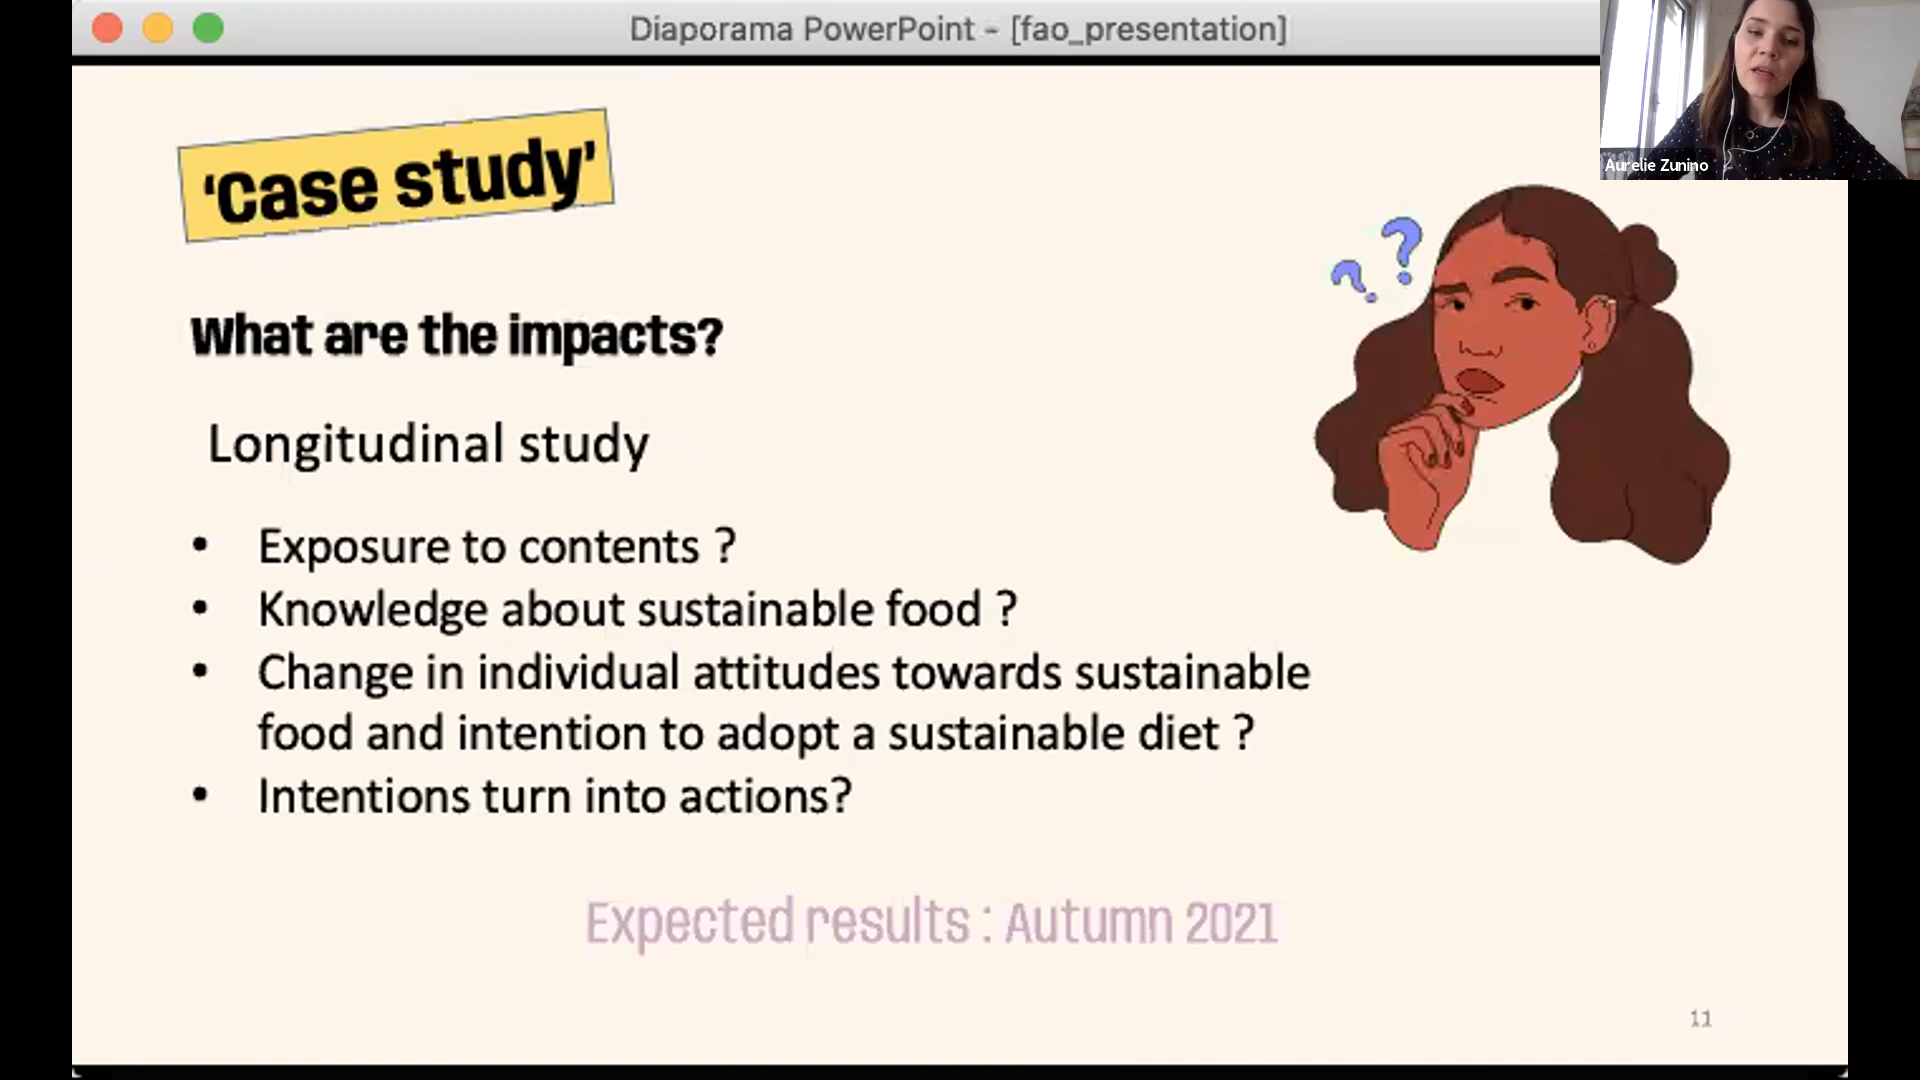 Diaporama PowerPoint - [fao_presentation]
Aurelie Zunino
‘Case study’
? ?
What are the impacts?
Longitudinal study
• Exposure to contents ?
• Knowledge about sustainable food ?
• Change in individual attitudes towards sustainable
food and intention to adopt a sustainable diet ?
• Intentions turn into actions?
Expected results : Autumn 2021
11